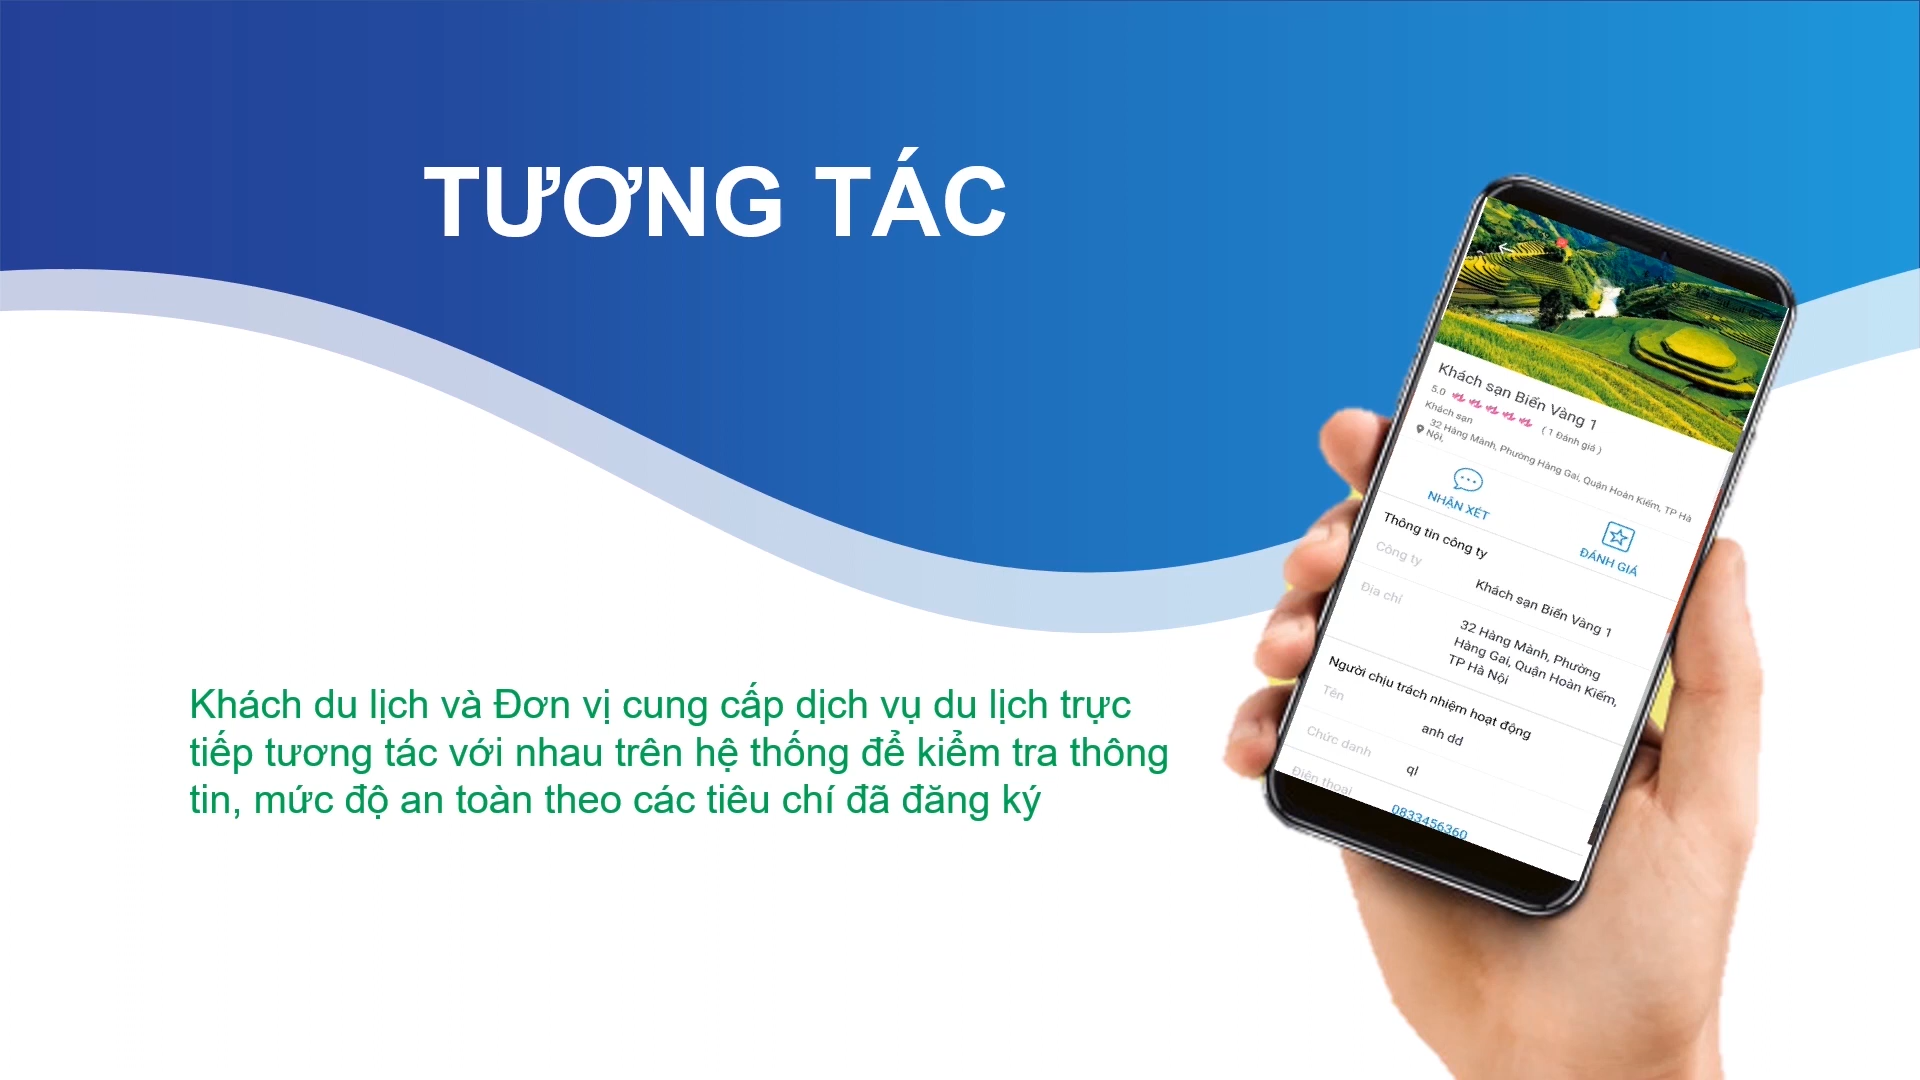 TƯƠNG TÁC
Khách du lịch và Đơn vị cung cấp dịch vụ du lịch trực
tiếp tương tác với nhau trên hệ thống để kiểm tra thông
tin, mức độ an toàn theo các tiêu chí đã đăng ký
Khách sạn Biển Vàng 1
5.0 ( 1 Đánh giá )
Khách sạn
32 Hàng Mành, Phường Hàng Gai, Quận Hoàn Kiếm, TP Hà
Nội,
NHẬN XÉT
ĐÁNH GIÁ
Thông tin công ty
Công ty
Khách sạn Biển Vàng 1
Địa chỉ
32 Hàng Mành, Phường
Hàng Gai, Quận Hoàn Kiếm,
TP Hà Nội
Người chịu trách nhiệm hoạt động
Tên
anh dd
Chức danh
ql
Điện thoại
0833456360